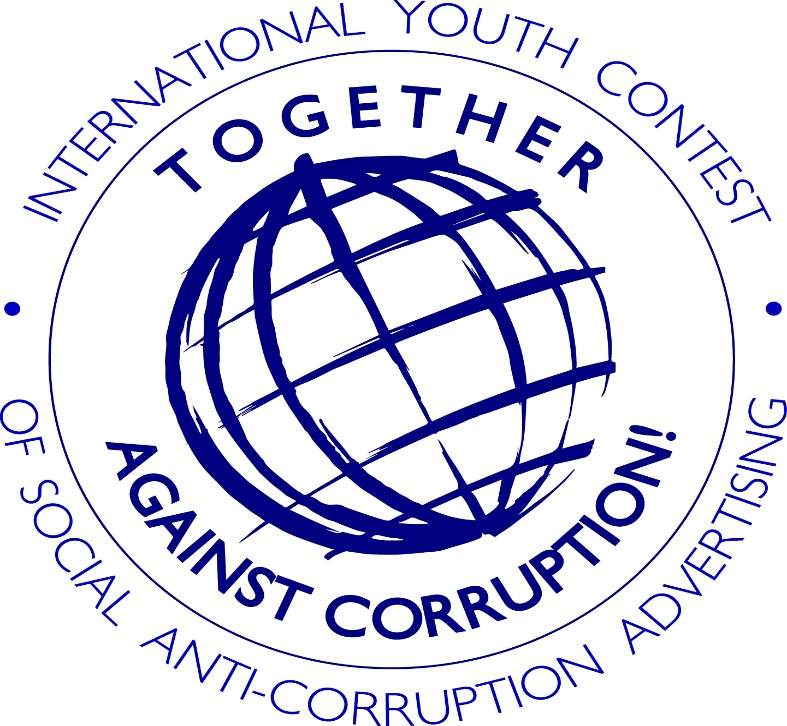 INTERNATIONAL YOUTH CONTEST
TOGETHER
AGAINST CORRUPTION!
OF SOCIAL ANTI-CORRUPTION ADVERTISING